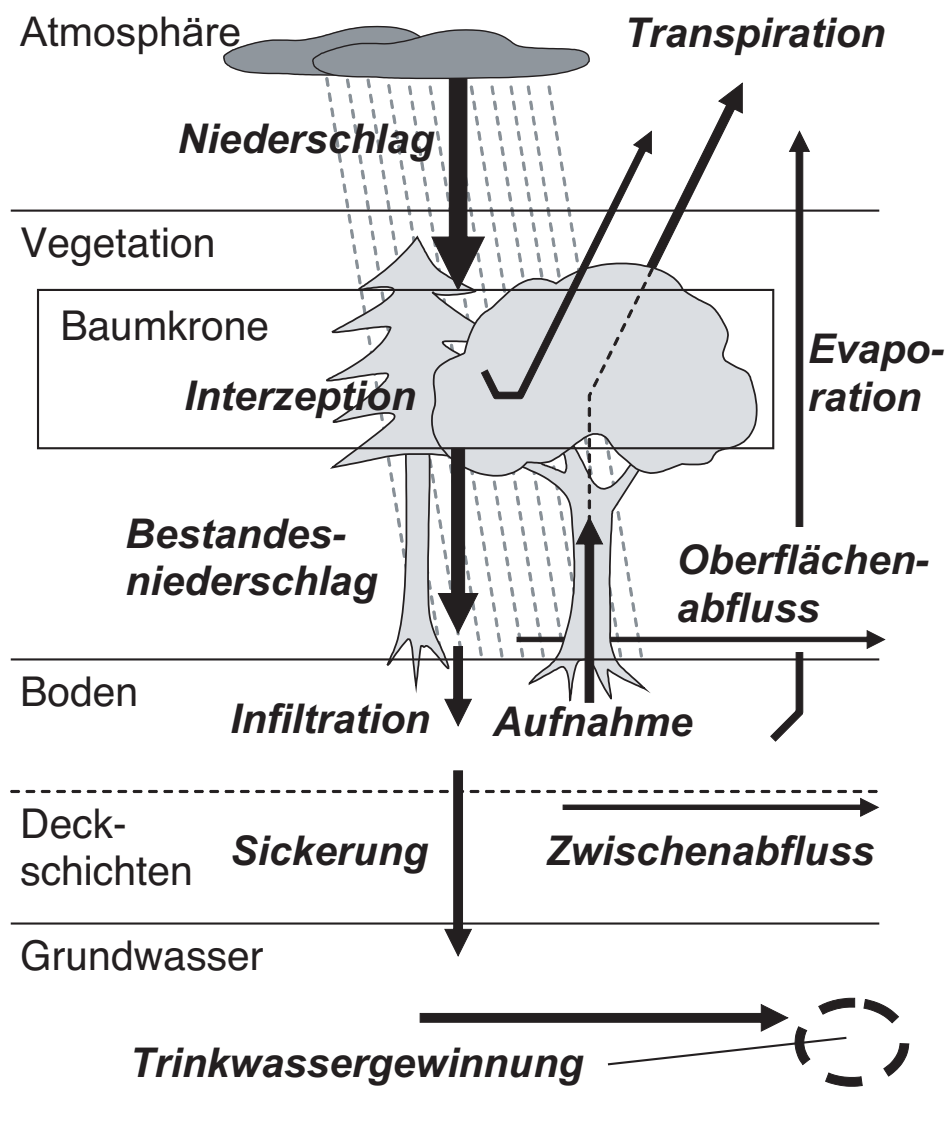 Atmosphäre
Transpiration
Niederschlag
Vegetation
Baumkrone
Evapo-
ration
Interzeption
Bestandes-
niederschlag
Oberflächen-
abfluss
Boden
Infiltration
Aufnahme
Deck-
schichten
Sickerung
Zwischenabfluss
Grundwasser
Trinkwassergewinnung